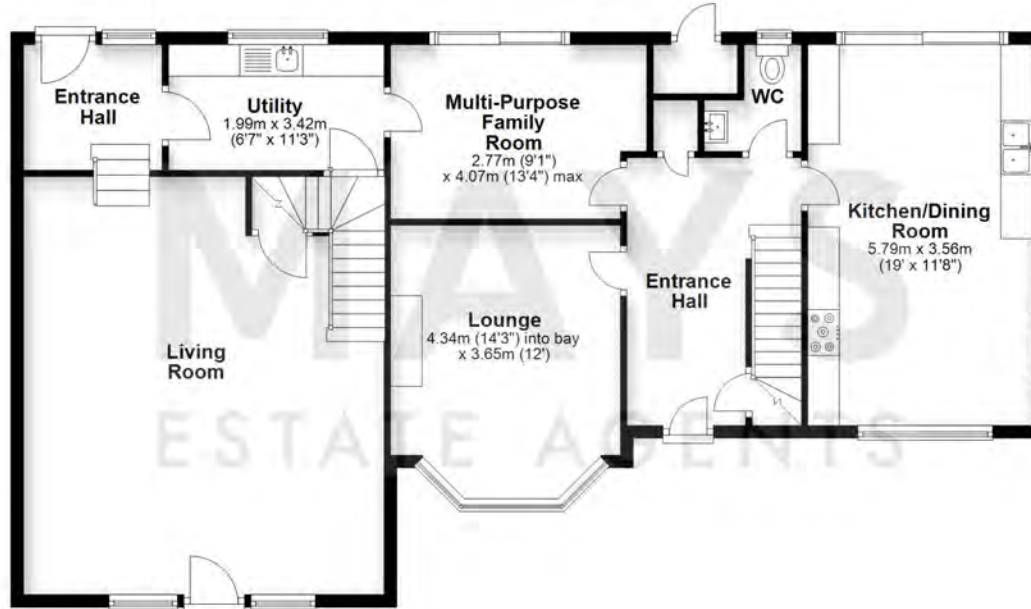 Entrance
Hall
Utility
1.99m x 3.42m
(6'7" x 11'3")
Multi-Purpose
Family
Room
2.77m (9'1")
x 4.07m (13'4") max
WC
Kitchen/Dining
Room
5.79m x 3.56m
(19' x 11'8")
Entrance
Hall
Lounge
4.34m (14'3") into bay
x 3.65m (12')
Living
Room
MAYS
ESTATE AGENTS